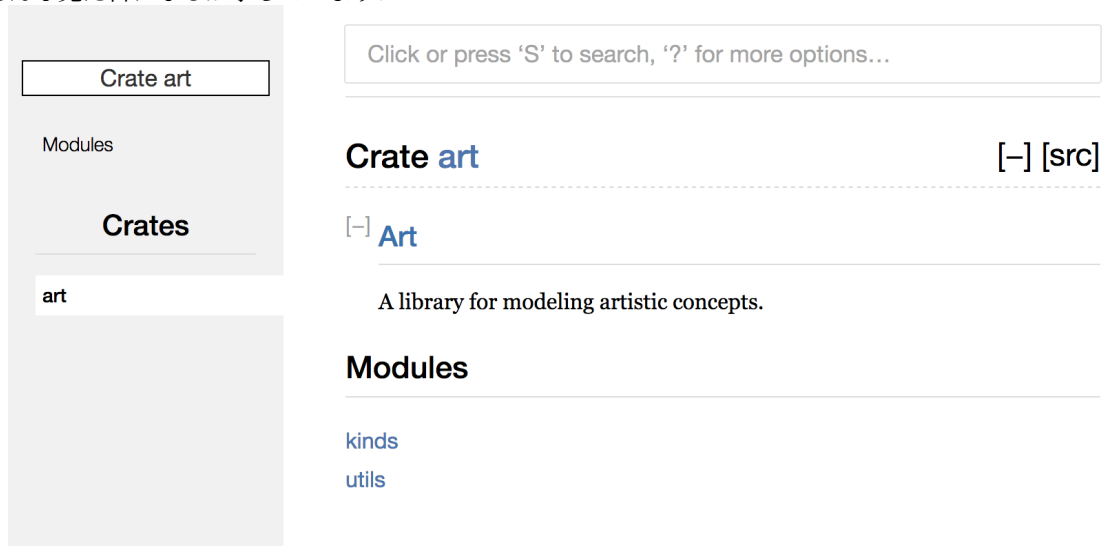 Crate art
Modules
Crates
art
Click or press ‘S’ to search, ‘?’ for more options…
Crate art [−] [src]
[−] Art
A library for modeling artistic concepts.
Modules
kinds
utils